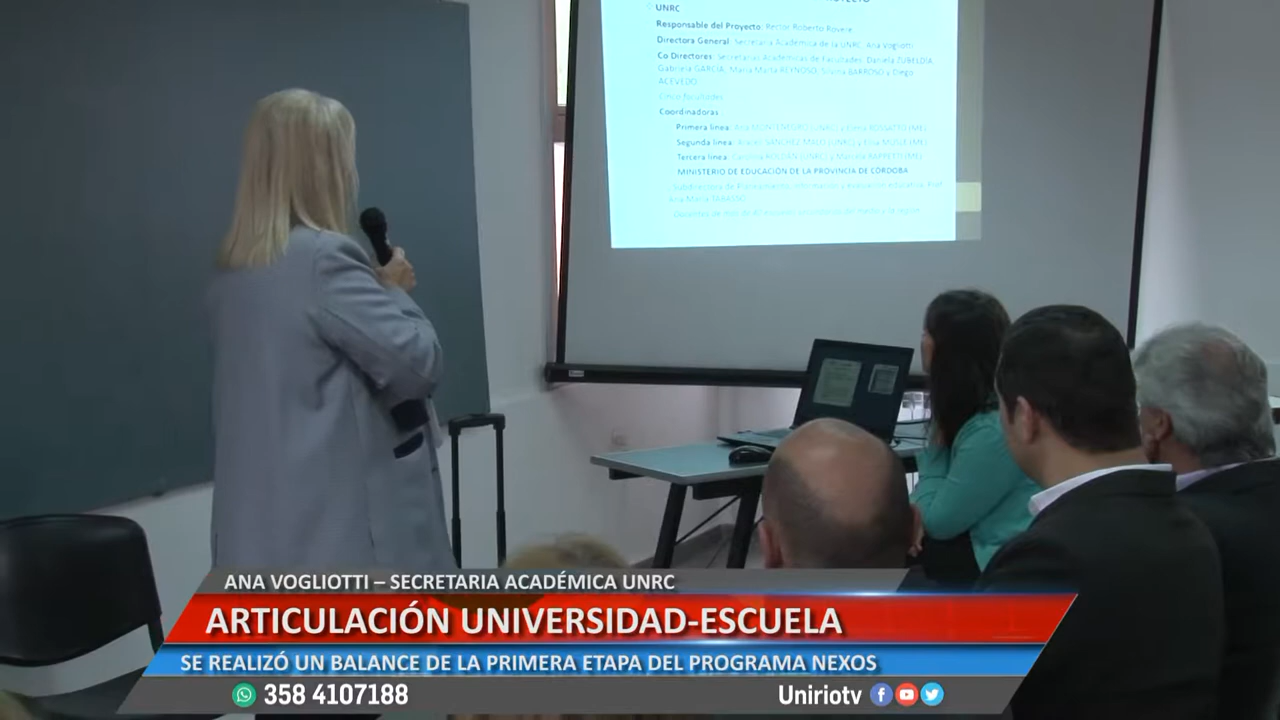 UNRC
Responsable del Proyecto: Rector Roberto Rovere
Directora General: Secretaria Académica de la UNRC: Ana Vogliotti
Co Directores: Secretarias Académicas de Facultades: Daniela ZUBELDÍA
Gabriela GARCIA, María Marta REYNOSO, Silvina BARROSO y Diego
ACEVEDO
Cinco facultades
Coordinadoras
Primera línea:
Segunda línea:
Tercera línea:
MINISTERIO DE EDUCACIÓN DE LA PROVINCIA DE CÓRDOBA
ANA VOGLIOTTI – SECRETARIA ACADÉMICA UNRC
ARTICULACIÓN UNIVERSIDAD-ESCUELA
SE REALIZÓ UN BALANCE DE LA PRIMERA ETAPA DEL PROGRAMA NEXOS
358 4107188
Uniriotv